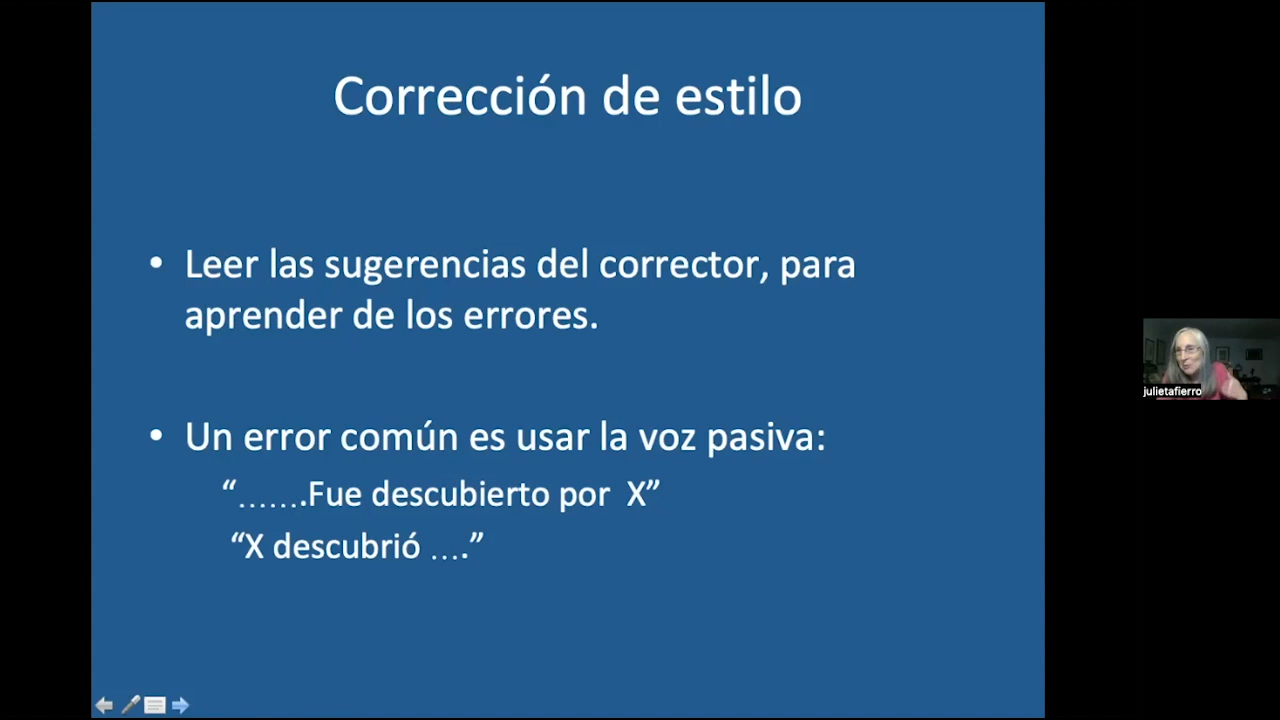 Corrección de estilo
• Leer las sugerencias del corrector, para
aprender de los errores.
• Un error común es usar la voz pasiva:
“…….Fue descubierto por X”
“X descubrió ….”
julietafierro